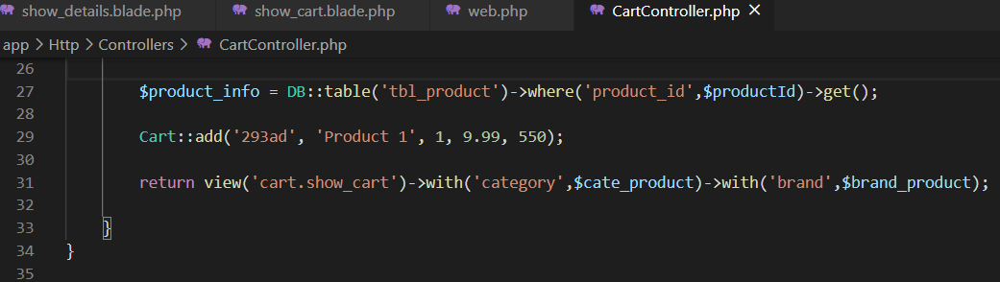 show_details.blade.php show_cart.blade.php web.php CartController.php
app > Http > Controllers > CartController.php
26
27 $product_info = DB::table('tbl_product')->where('product_id',$productId)->get();
28
29 Cart::add('293ad', 'Product 1', 1, 9.99, 550);
30
31 return view('cart.show_cart')->with('category',$cate_product)->with('brand',$brand_product);
32
33 }
34 }
35